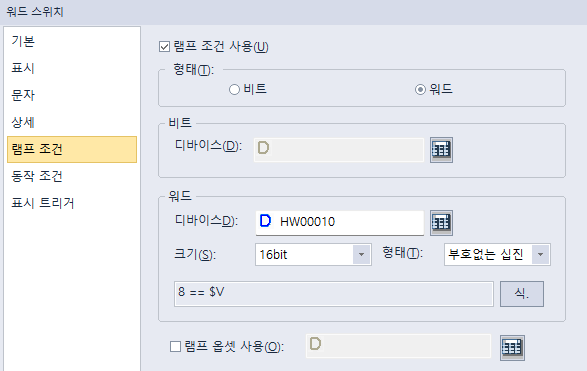 워드 스위치
기본
표시
문자
상세
램프 조건
동작 조건
표시 트리거
램프 조건 사용(U)
형태(T):
비트
워드
비트
디바이스(D):
D
워드
디바이스D):
D HW00010
크기(S):
16bit
형태(T):
부호없는 십진
8 == $V
식.
램프 옵셋 사용(O):
D